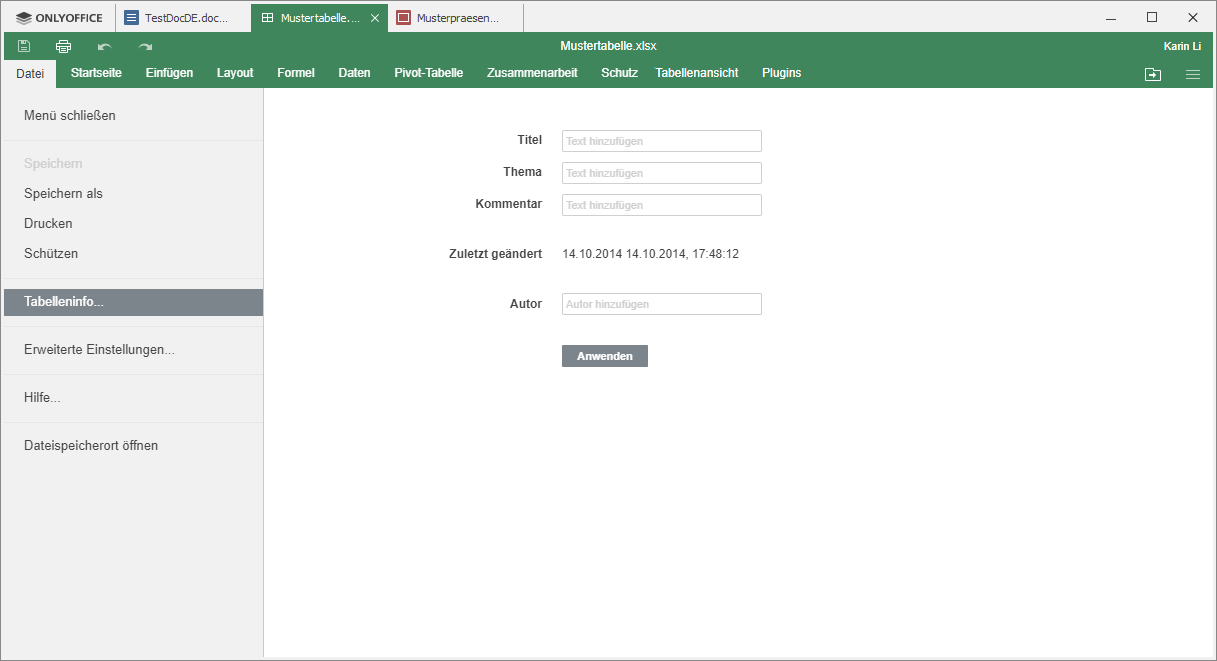 ONLYOFFICE TestDocDE.doc... Mustertabelle.... Musterpraesen...
Mustertabelle.xlsx Karin Li
Datei Startseite Einfügen Layout Formel Daten Pivot-Tabelle Zusammenarbeit Schutz Tabellenansicht Plugins
Menü schließen
Speichern
Speichern als
Drucken
Schützen
Tabelleninfo...
Erweiterte Einstellungen...
Hilfe...
Dateispeicherort öffnen
Titel Text hinzufügen
Thema Text hinzufügen
Kommentar Text hinzufügen
Zuletzt geändert 14.10.2014 14.10.2014, 17:48:12
Autor Autor hinzufügen
Anwenden